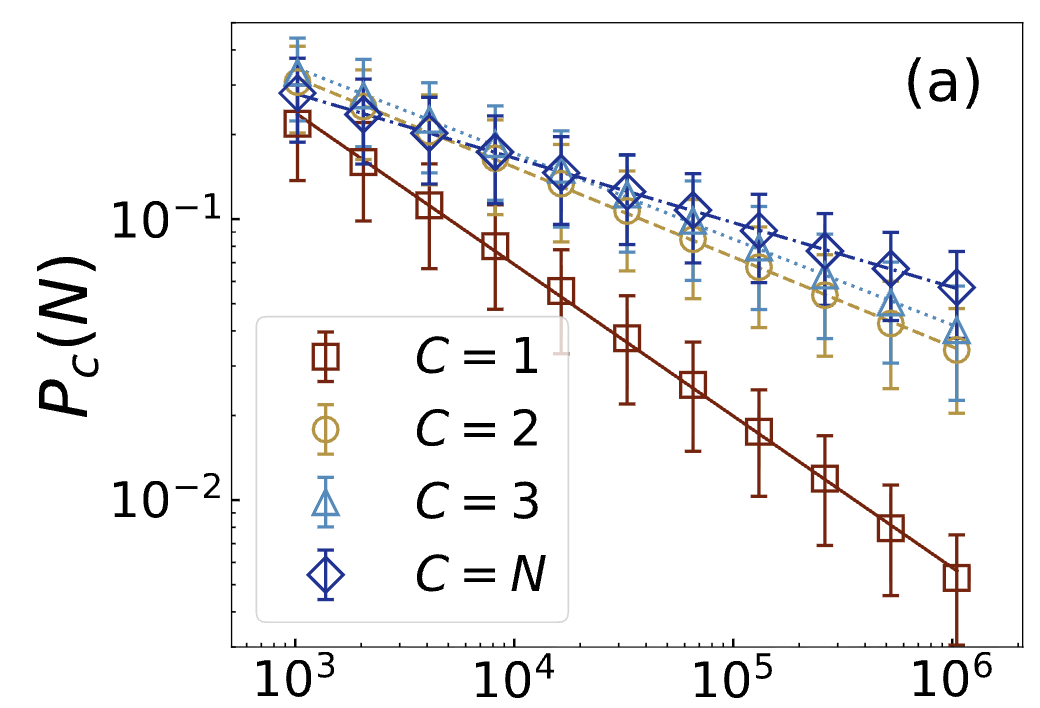 (a)
P_c(N)
10^{-1}
10^{-2}
C = 1
C = 2
C = 3
C = N
10^3 10^4 10^5 10^6